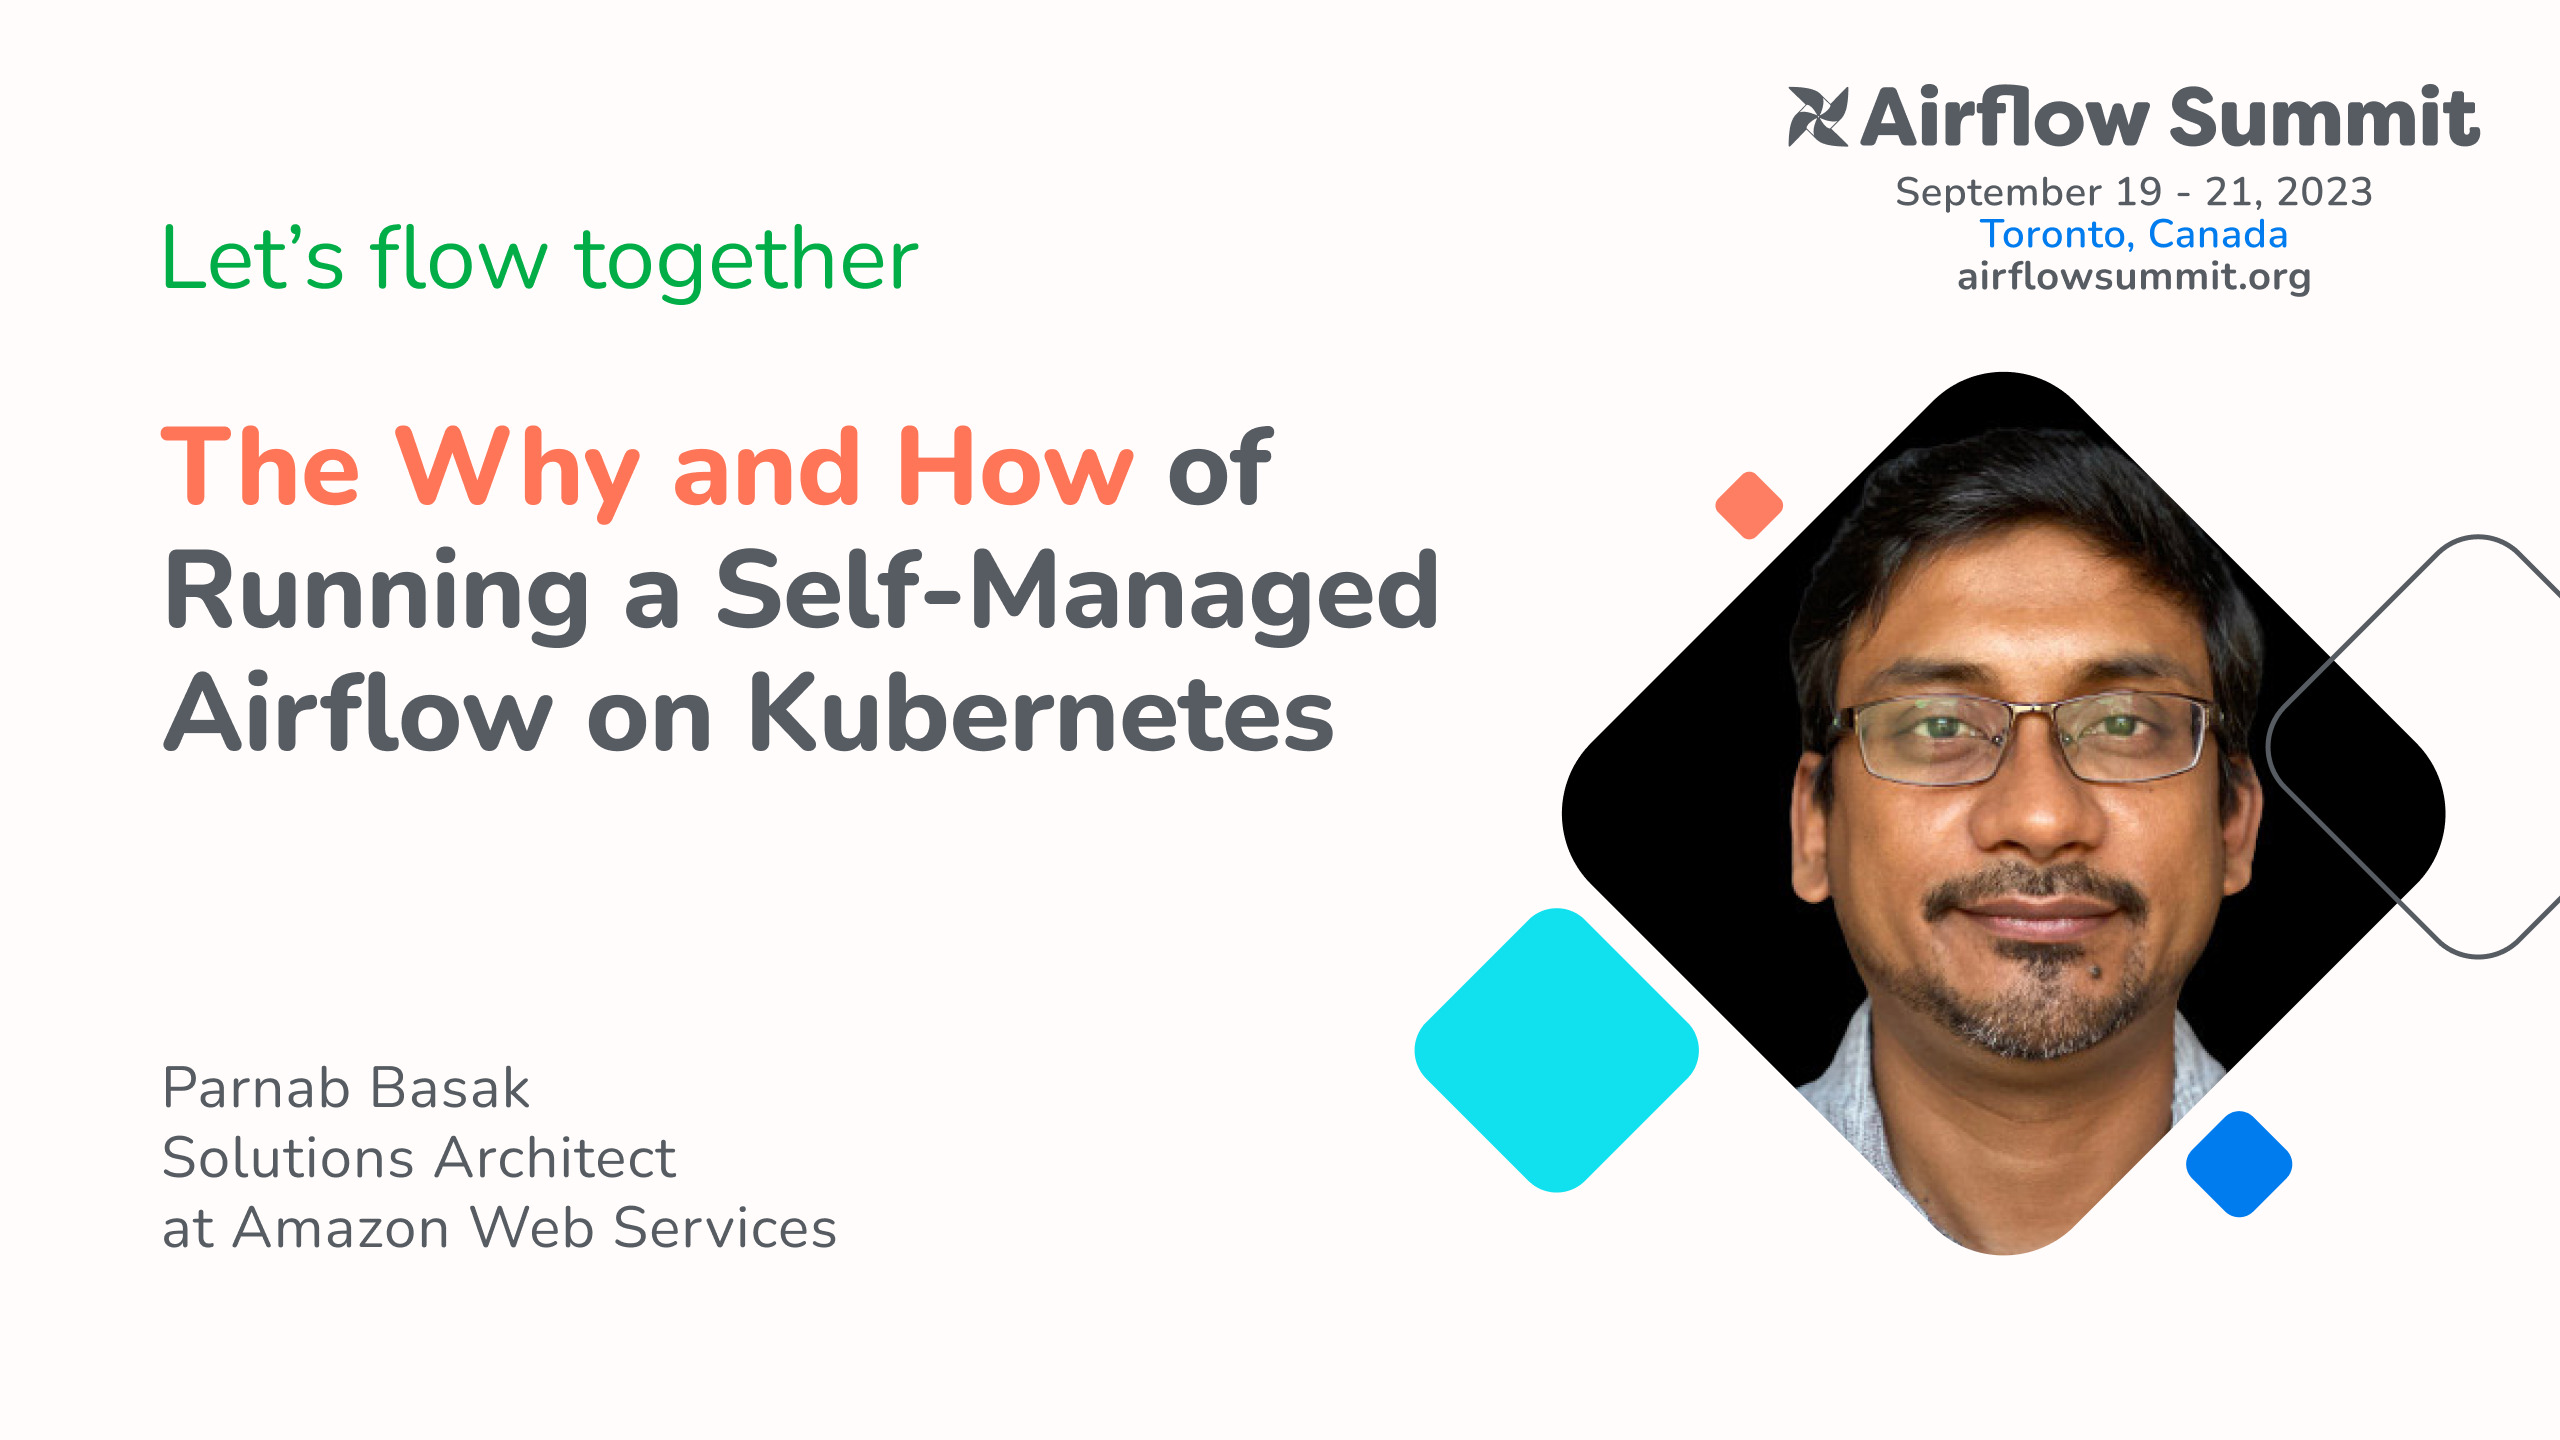 Airflow Summit
September 19 - 21, 2023
Toronto, Canada
airflowsummit.org
Let’s flow together
The Why and How of
Running a Self-Managed
Airflow on Kubernetes
Parnab Basak
Solutions Architect
at Amazon Web Services